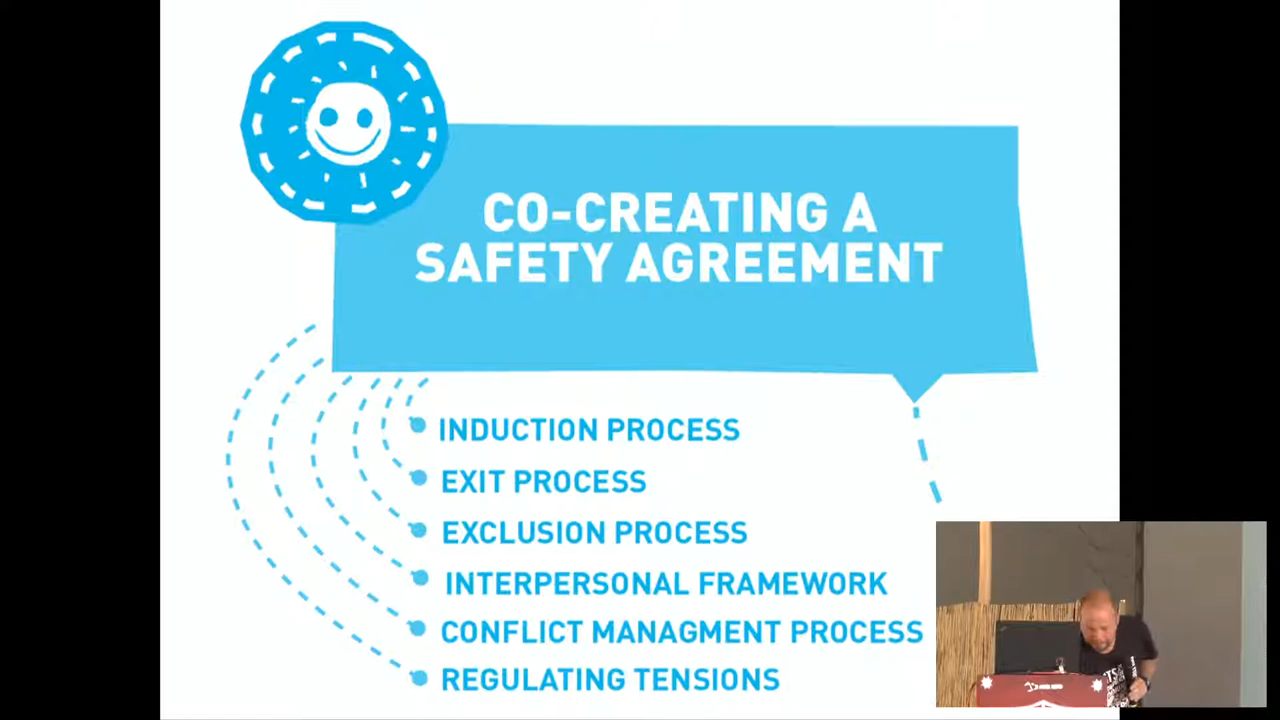 CO-CREATING A
SAFETY AGREEMENT
INDUCTION PROCESS
EXIT PROCESS
EXCLUSION PROCESS
INTERPERSONAL FRAMEWORK
CONFLICT MANAGMENT PROCESS
REGULATING TENSIONS